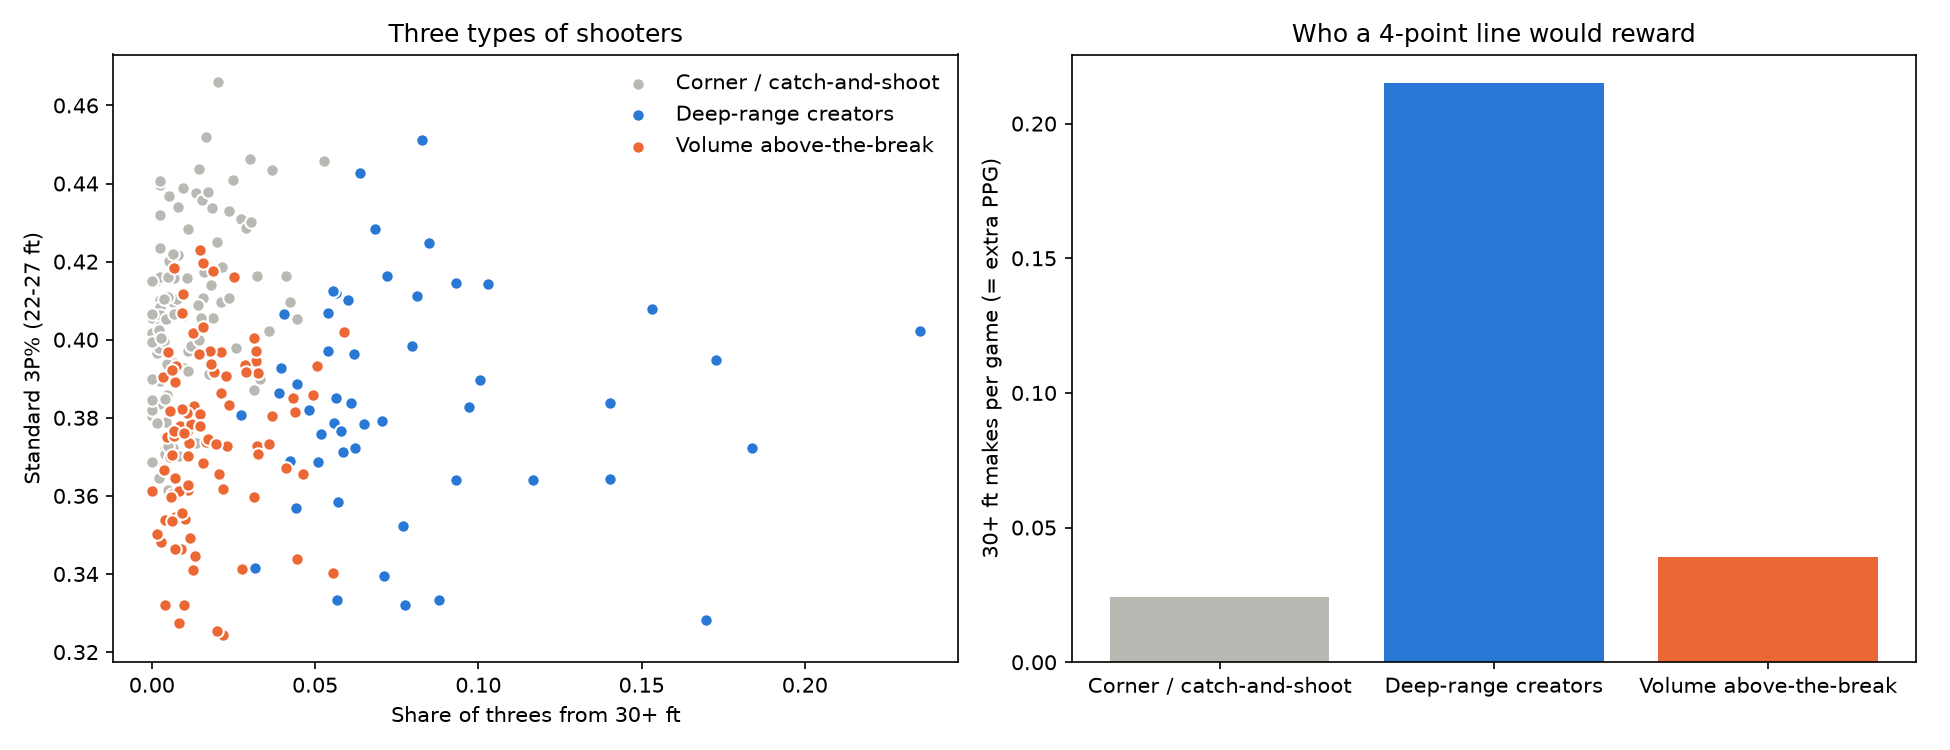 Three types of shooters
Corner / catch-and-shoot
Deep-range creators
Volume above-the-break
Standard 3P% (22-27 ft)
0.46
0.44
0.42
0.40
0.38
0.36
0.34
0.32
0.00 0.05 0.10 0.15 0.20
Share of threes from 30+ ft
Who a 4-point line would reward
30+ ft makes per game (= extra PPG)
0.20
0.15
0.10
0.05
0.00
Corner / catch-and-shoot Deep-range creators Volume above-the-break